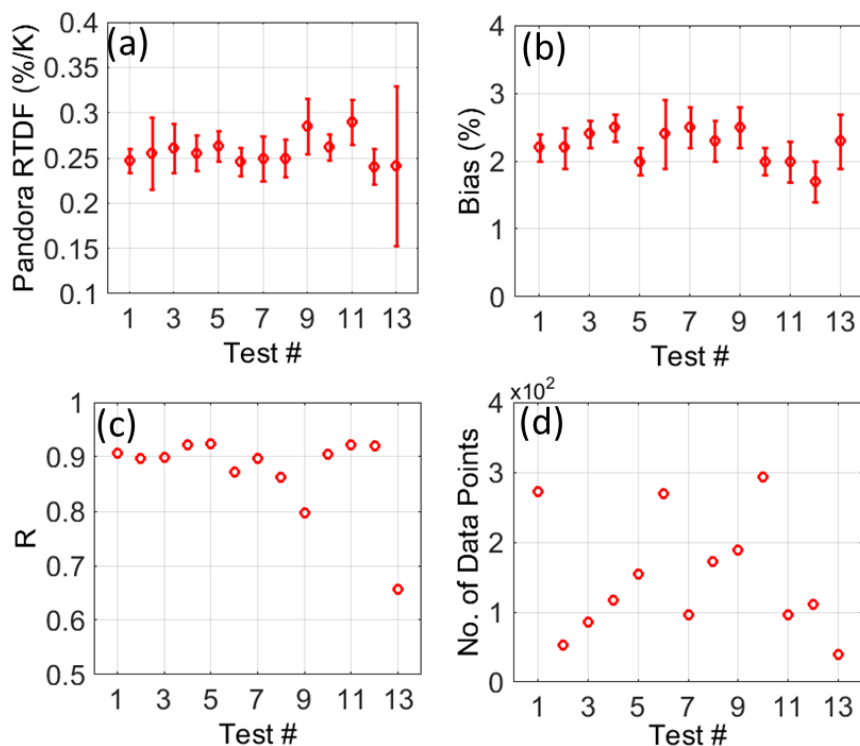 (a)
Pandora RTDF (%/K)
0.4
0.35
0.3
0.25
0.2
0.15
0.1
1 3 5 7 9 11 13
Test #
(b)
Bias (%)
4
3
2
1
0
1 3 5 7 9 11 13
Test #
(c)
R
1
0.9
0.8
0.7
0.6
0.5
1 3 5 7 9 11 13
Test #
(d)
×10²
No. of Data Points
4
3
2
1
0
1 3 5 7 9 11 13
Test #